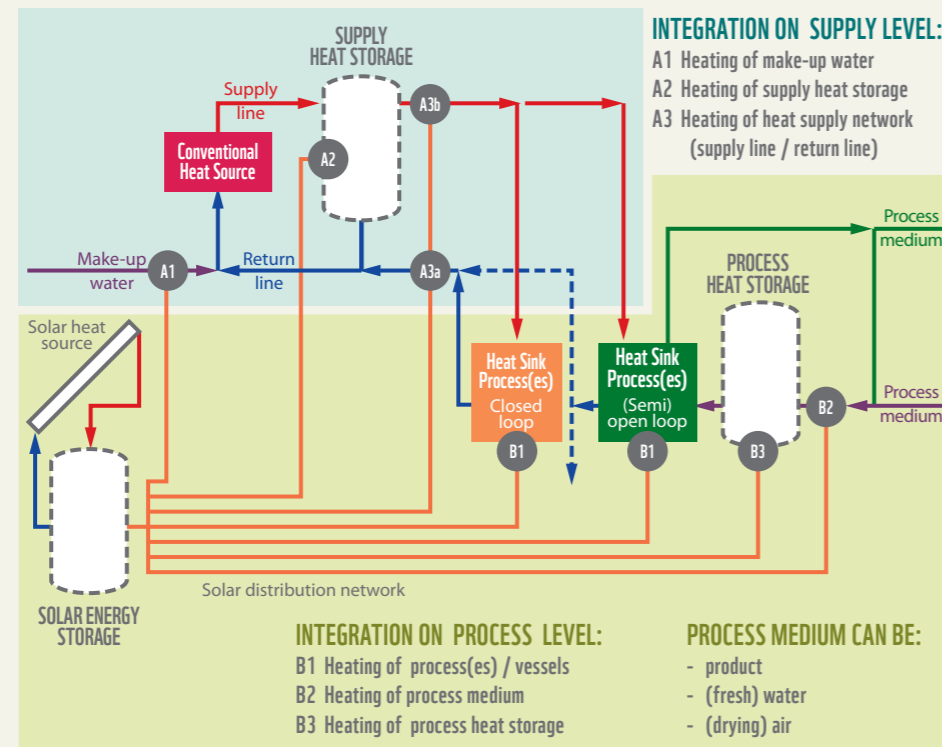 SUPPLY
HEAT STORAGE
INTEGRATION ON SUPPLY LEVEL:
A1 Heating of make-up water
A2 Heating of supply heat storage
A3 Heating of heat supply network
(supply line / return line)
Supply
line
A3b
Conventional
Heat Source
A2
Make-up
water
A1
Return
line
A3a
Process
medium
PROCESS
HEAT STORAGE
Solar heat
source
Heat Sink
Process(es)
Closed
loop
B1
Heat Sink
Process(es)
(Semi)
open loop
B1
B3
B2
Process
medium
Solar distribution network
SOLAR ENERGY
STORAGE
INTEGRATION ON PROCESS LEVEL:
B1 Heating of process(es) / vessels
B2 Heating of process medium
B3 Heating of process heat storage
PROCESS MEDIUM CAN BE:
- product
- (fresh) water
- (drying) air